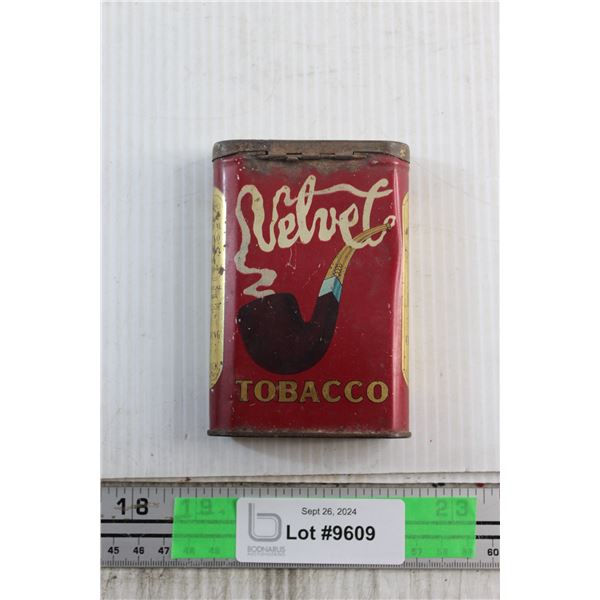 Velvet
TOBACCO
18 19 23
Sept 26, 2024
Lot #9609
BODNARUS
45 46 47 48 49 57 58 59 60